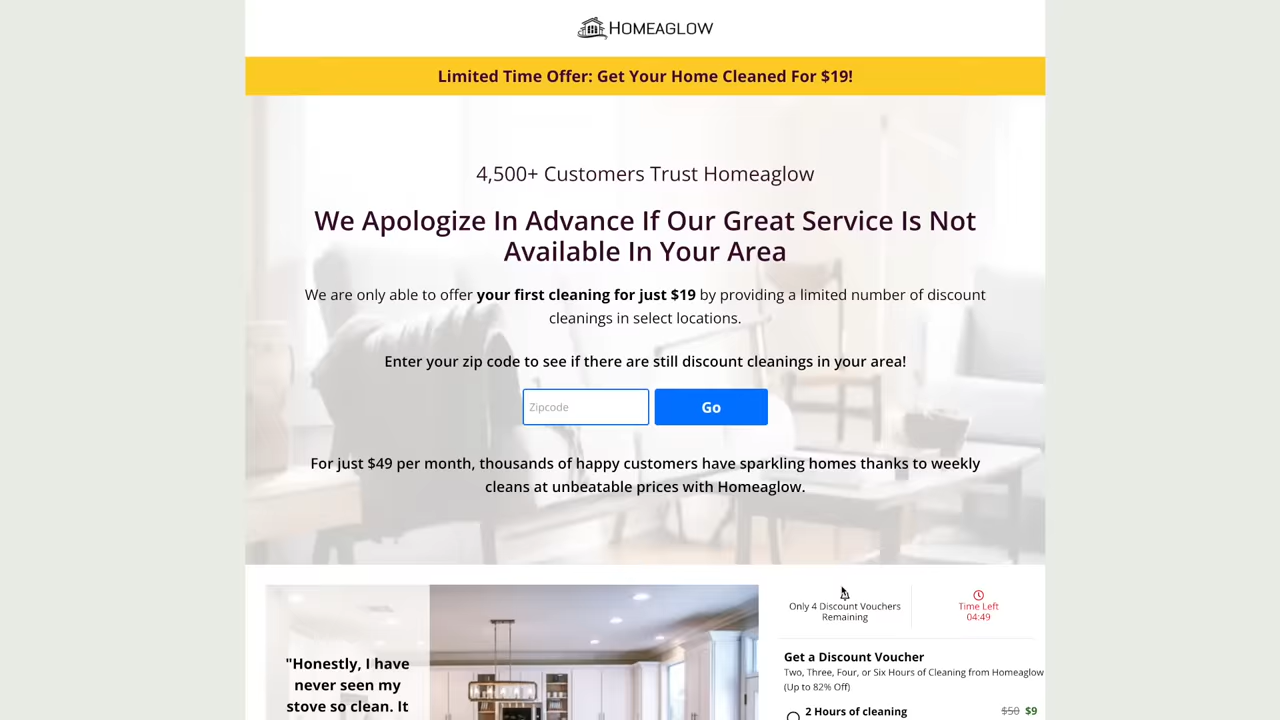 HOMEAGLOW
Limited Time Offer: Get Your Home Cleaned For $19!
4,500+ Customers Trust Homeaglow
We Apologize In Advance If Our Great Service Is Not
Available In Your Area
We are only able to offer your first cleaning for just $19 by providing a limited number of discount
cleanings in select locations.
Enter your zip code to see if there are still discount cleanings in your area!
Zipcode
Go
For just $49 per month, thousands of happy customers have sparkling homes thanks to weekly
cleans at unbeatable prices with Homeaglow.
"Honestly, I have
never seen my
stove so clean. It
Only 4 Discount Vouchers
Remaining
Time Left
04:49
Get a Discount Voucher
Two, Three, Four, or Six Hours of Cleaning from Homeaglow
(Up to 82% Off)
2 Hours of cleaning
$50 $9